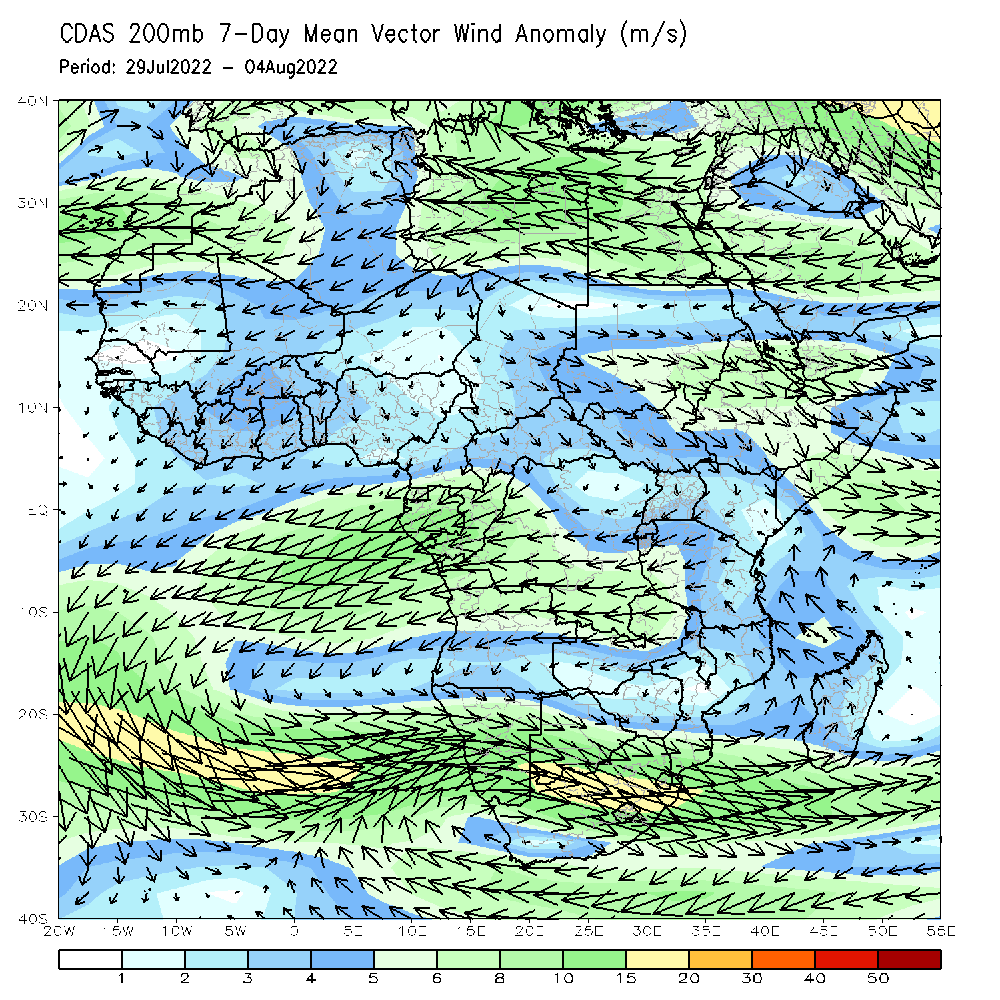 CDAS 200mb 7-Day Mean Vector Wind Anomaly (m/s)
Period: 29Jul2022 - 04Aug2022
40N
30N
20N
10N
EQ
10S
20S
30S
40S
20W 15W 10W 5W 0 5E 10E 15E 20E 25E 30E 35E 40E 45E 50E 55E
1 2 3 4 5 6 8 10 15 20 30 40 50